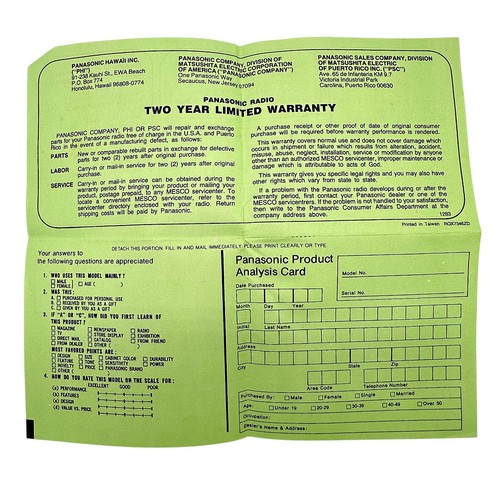 PANASONIC HAWAII INC.
("PHI")
91-238 Kauhi St., EWA Beach
P.O. Box 774
Honolulu, Hawaii 96808-0774
PANASONIC COMPANY, DIVISION OF
MATSUSHITA ELECTRIC CORPORATION
OF AMERICA ("PANASONIC COMPANY")
One Panasonic Way
Secaucus, New Jersey 07094
PANASONIC SALES COMPANY, DIVISION
OF MATSUSHITA ELECTRIC
OF PUERTO RICO INC. ("PSC")
Ave. 65 de Infanteria KM 9.7
Victoria Industrial Park
Carolina, Puerto Rico 00630
PANASONIC RADIO
TWO YEAR LIMITED WARRANTY
PANASONIC COMPANY, PHI OR PSC will repair and exchange
parts for your Panasonic radio free of charge in the U.S.A. and Puerto
Rico in the event of a manufacturing defect, as follows:
PARTS New or comparable rebuilt parts in exchange for defective
parts for two (2) years after original purchase.
LABOR Carry-in or mail-in service for two (2) years after original
purchase.
SERVICE Carry-in or mail-in service can be obtained during the
warranty period by bringing your product or mailing your
product, postage prepaid, to any MESCO servicenter. To
locate a convenient MESCO servicenter, refer to the
servicenter directory enclosed with your radio. Return
shipping costs will be paid by Panasonic.
A purchase receipt or other proof of date of original consumer
purchase will be required before warranty performance is rendered.
This warranty covers normal use and does not cover damage which
occurs in shipment or failure which results from alteration, accident,
misuse, abuse, neglect, installation, service or modification by anyone
other than an authorized MESCO servicenter, improper maintenance or
damage which is attributable to acts of God.
This warranty gives you specific legal rights and you may also have
other rights which vary from state to state.
If a problem with the Panasonic radio develops during or after the
warranty period, first contact your Panasonic dealer or one of the
MESCO servicenters. If the problem is not handled to your satisfaction,
then write to the Panasonic Consumer Affairs Department at the
company address above.
1283
Printed in Taiwan
DETACH THIS PORTION. FILL IN AND MAIL IMMEDIATELY. PLEASE PRINT CLEARLY OR TYPE.
Your answers to
the following questions are appreciated
1. WHO USES THIS MODEL MAINLY?
MALE
FEMALE AGE ( )
2. WAS THIS:
A. PURCHASED FOR PERSONAL USE
B. RECEIVED BY YOU AS A GIFT
C. GIVEN BY YOU AS A GIFT
3. IF "A" OR "C", HOW DID YOU FIRST LEARN OF
THIS PRODUCT?
MAGAZINE NEWSPAPER RADIO
TV STORE DISPLAY EXHIBITION
DIRECT MAIL CATALOG FROM FRIEND
FROM DEALER OTHER (
MOST FAVORED POINTS ARE:
DESIGN SIZE CABINET COLOR DURABILITY
FEATURE TONE SENSITIVITY POWER
NOVELTY PRICE PANASONIC BRAND
OTHER (
4. HOW DO YOU RATE THIS MODEL ON THE SCALE FOR:
EXCELLENT GOOD POOR
(a) PERFORMANCE
(b) FEATURES
(c) DESIGN
(d) VALUE VS. PRICE
Panasonic Product
Analysis Card
Model No.
Serial No.
Date Purchased
Month Day Year
Initial Last Name
Address
City State Zip
Area Code Telephone Number
Purchased By: Male Female Single Married
Age: Under 19 20-29 30-39 40-49 Over 50
Occupation:
Dealer's Name & Address: